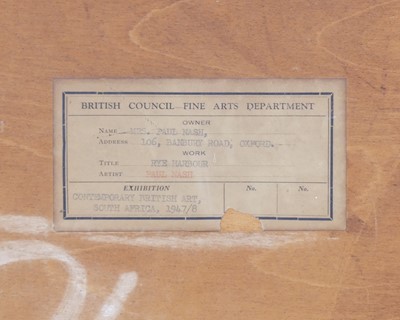 BRITISH COUNCIL FINE ARTS DEPARTMENT
OWNER
NAME MRS. PAUL NASH,
ADDRESS 106, BANBURY ROAD, OXFORD.
WORK
TITLE RYE HARBOUR
ARTIST PAUL NASH
EXHIBITION No. No.
CONTEMPORARY BRITISH ART,
SOUTH AFRICA, 1947/8